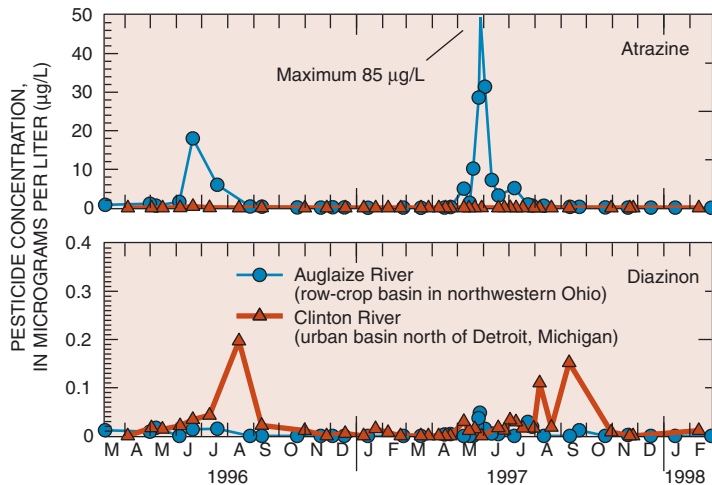 PESTICIDE CONCENTRATION,
IN MICROGRAMS PER LITER (µg/L)
50
40
30
20
10
0
Maximum 85 µg/L
Atrazine
0.4
0.3
0.2
0.1
0
Diazinon
Auglaize River
(row-crop basin in northwestern Ohio)
Clinton River
(urban basin north of Detroit, Michigan)
M A M J J A S O N D J F M A M J J A S O N D J F
1996 1997 1998